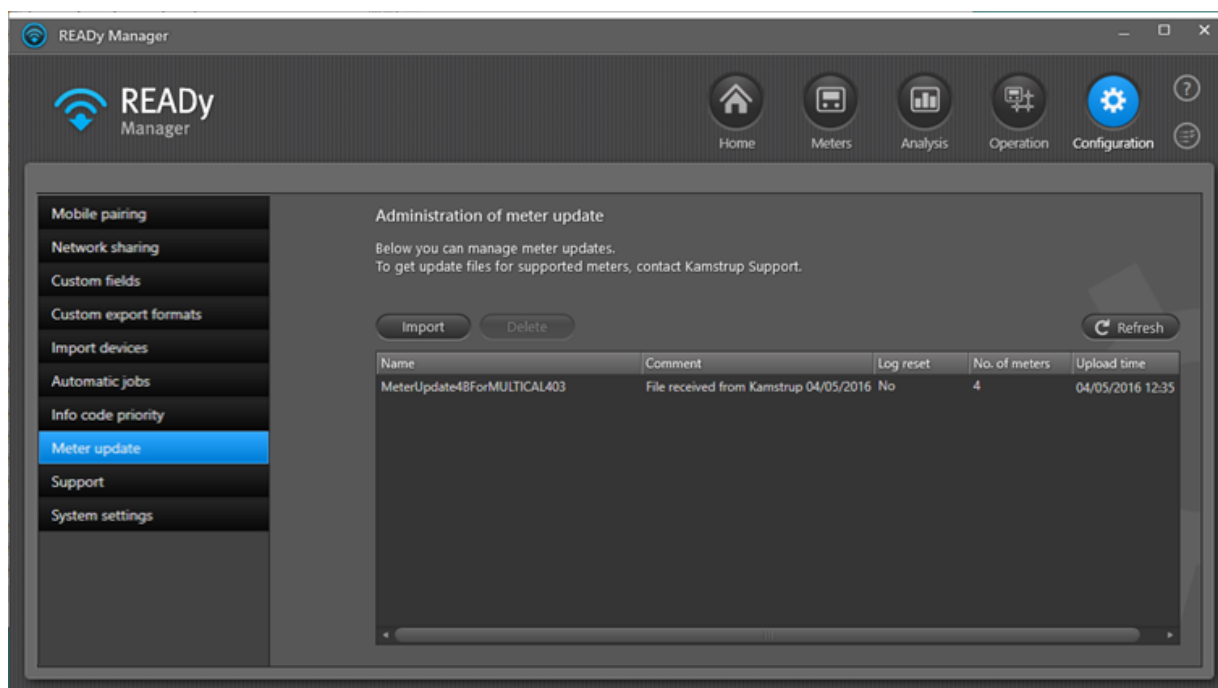 READy Manager
READy
Manager
Home
Meters
Analysis
Operation
Configuration
?
Mobile pairing
Network sharing
Custom fields
Custom export formats
Import devices
Automatic jobs
Info code priority
Meter update
Support
System settings
Administration of meter update
Below you can manage meter updates.
To get update files for supported meters, contact Kamstrup Support.
Import
Delete
Refresh
Name Comment Log reset No. of meters Upload time
MeterUpdate48ForMULTICAL403 File received from Kamstrup 04/05/2016 No 4 04/05/2016 12:35